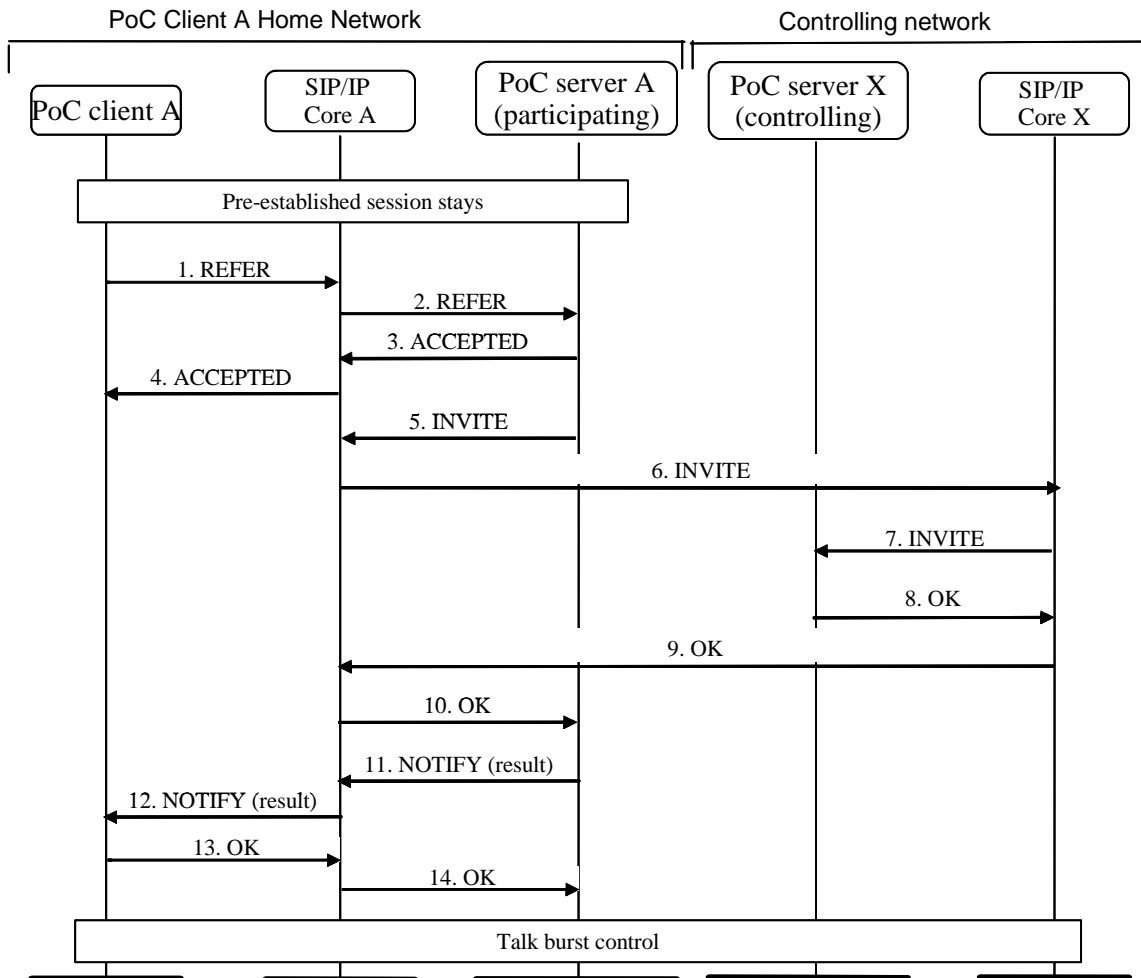 PoC Client A Home Network
Controlling network
PoC client A
SIP/IP
Core A
PoC server A
(participating)
PoC server X
(controlling)
SIP/IP
Core X
Pre-established session stays
1. REFER
2. REFER
3. ACCEPTED
4. ACCEPTED
5. INVITE
6. INVITE
7. INVITE
8. OK
9. OK
10. OK
11. NOTIFY (result)
12. NOTIFY (result)
13. OK
14. OK
Talk burst control